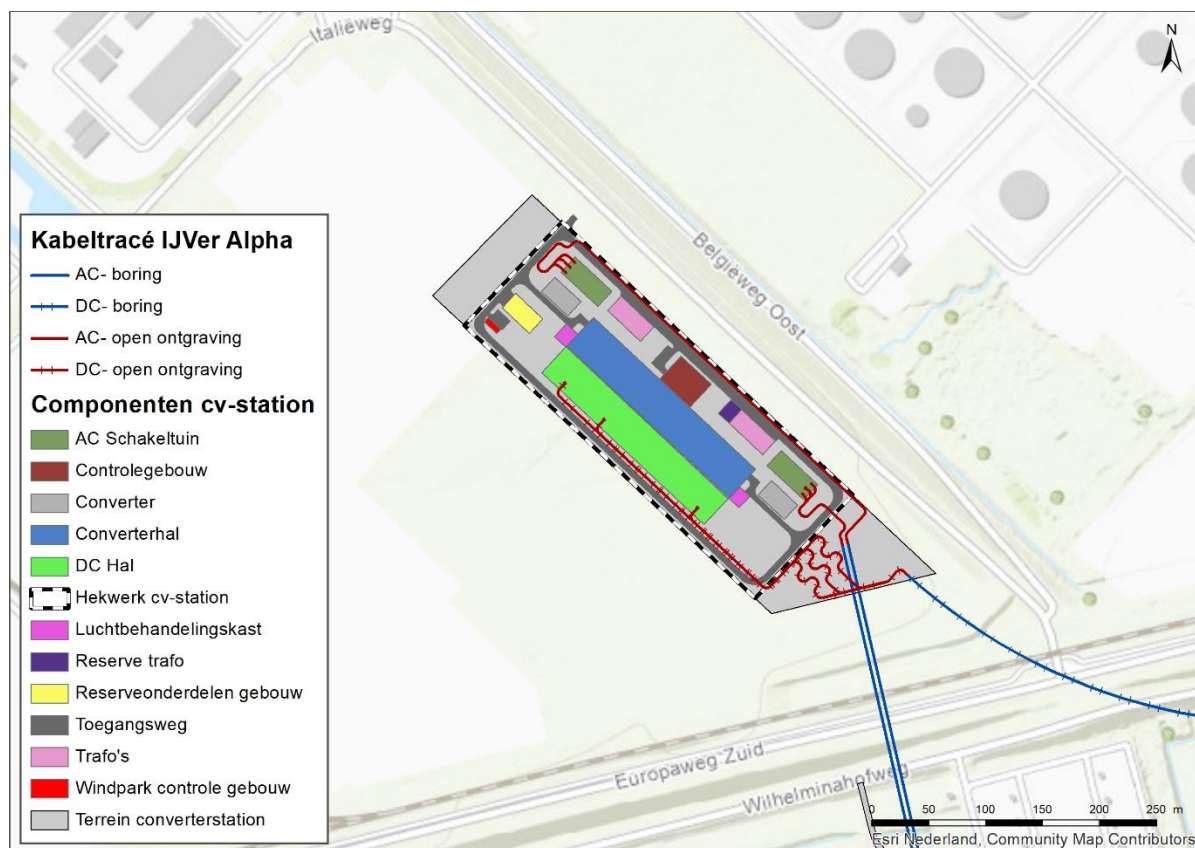 Italiëweg
N
Belgiëweg-Oost
Kabeltracé IJVer Alpha
AC- boring
DC- boring
AC- open ontgraving
DC- open ontgraving
Componenten cv-station
AC Schakeltuin
Controlegebouw
Converter
Converterhal
DC Hal
Hekwerk cv-station
Luchtbehandelingskast
Reserve trafo
Reserveonderdelen gebouw
Toegangsweg
Trafo's
Windpark controle gebouw
Terrein converterstation
Europaweg Zuid
Wilhelminahofweg
0 50 100 150 200 250 m
Esri Nederland, Community Map Contributors